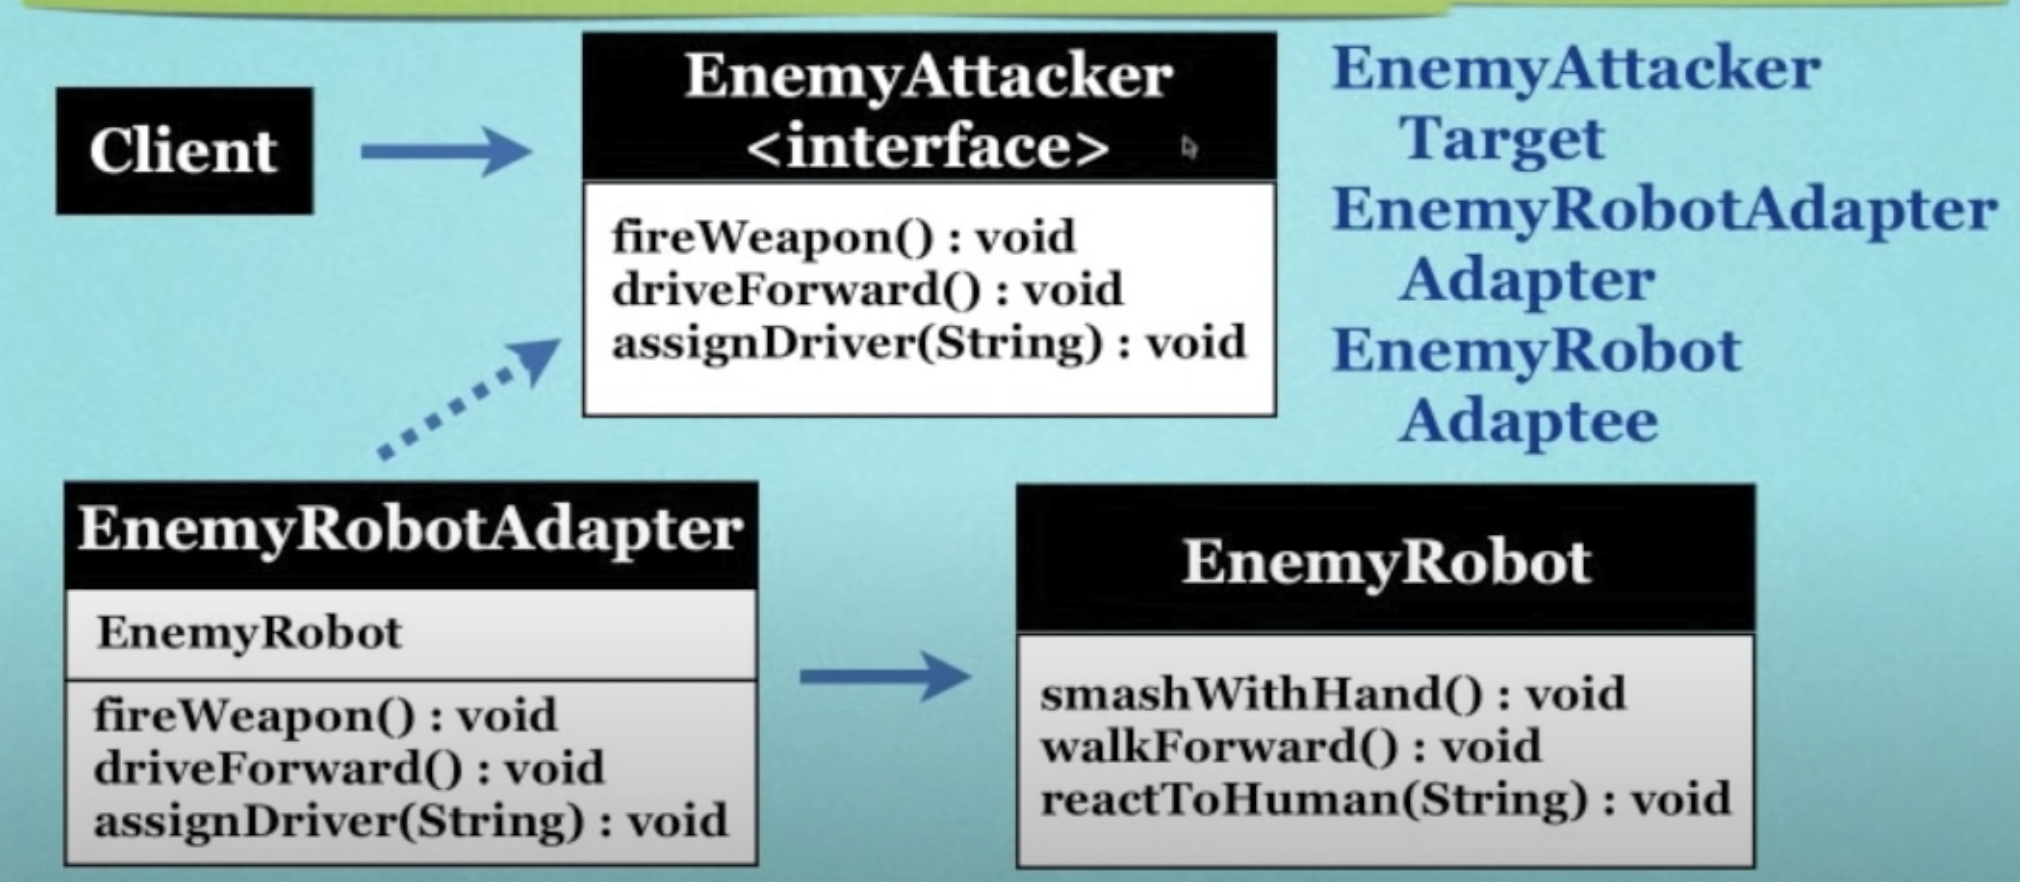 Client
EnemyAttacker
<interface>
fireWeapon() : void
driveForward() : void
assignDriver(String) : void
EnemyAttacker
Target
EnemyRobotAdapter
Adapter
EnemyRobot
Adaptee
EnemyRobotAdapter
EnemyRobot
fireWeapon() : void
driveForward() : void
assignDriver(String) : void
EnemyRobot
smashWithHand() : void
walkForward() : void
reactToHuman(String) : void